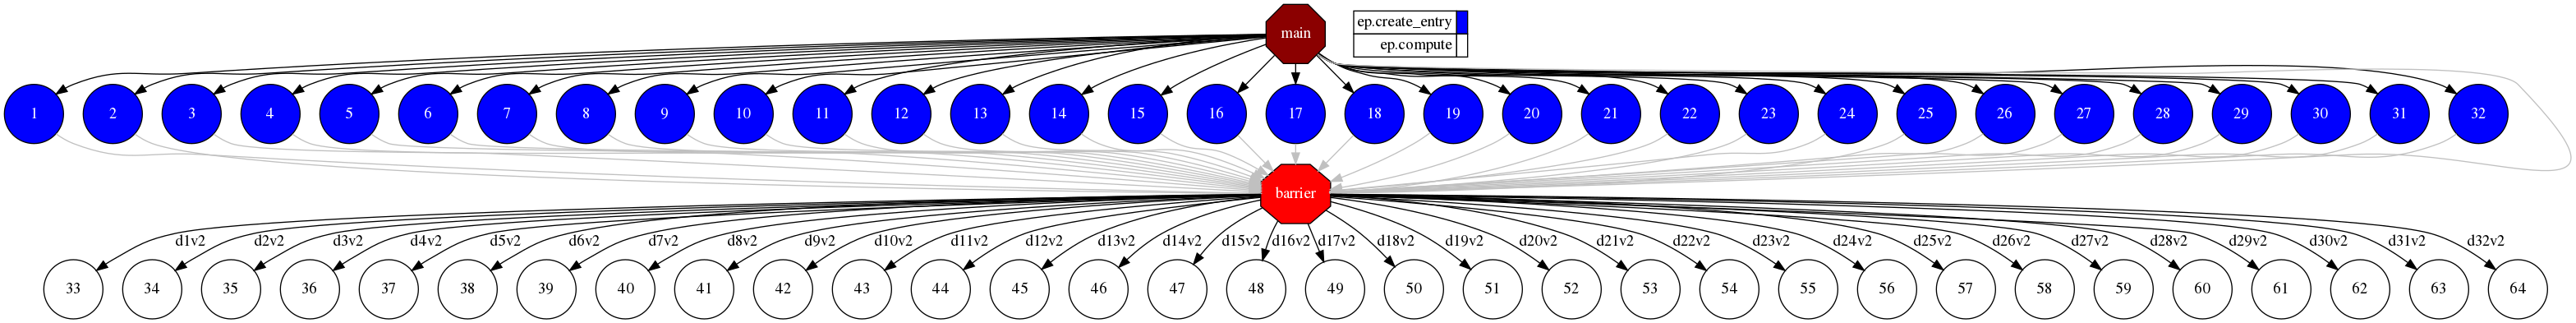 main
ep.create_entry
ep.compute
1 2 3 4 5 6 7 8 9 10 11 12 13 14 15 16 17 18 19 20 21 22 23 24 25 26 27 28 29 30 31 32
barrier
d1v2 d2v2 d3v2 d4v2 d5v2 d6v2 d7v2 d8v2 d9v2 d10v2 d11v2 d12v2 d13v2 d14v2 d15v2 d16v2 d17v2 d18v2 d19v2 d20v2 d21v2 d22v2 d23v2 d24v2 d25v2 d26v2 d27v2 d28v2 d29v2 d30v2 d31v2 d32v2
33 34 35 36 37 38 39 40 41 42 43 44 45 46 47 48 49 50 51 52 53 54 55 56 57 58 59 60 61 62 63 64